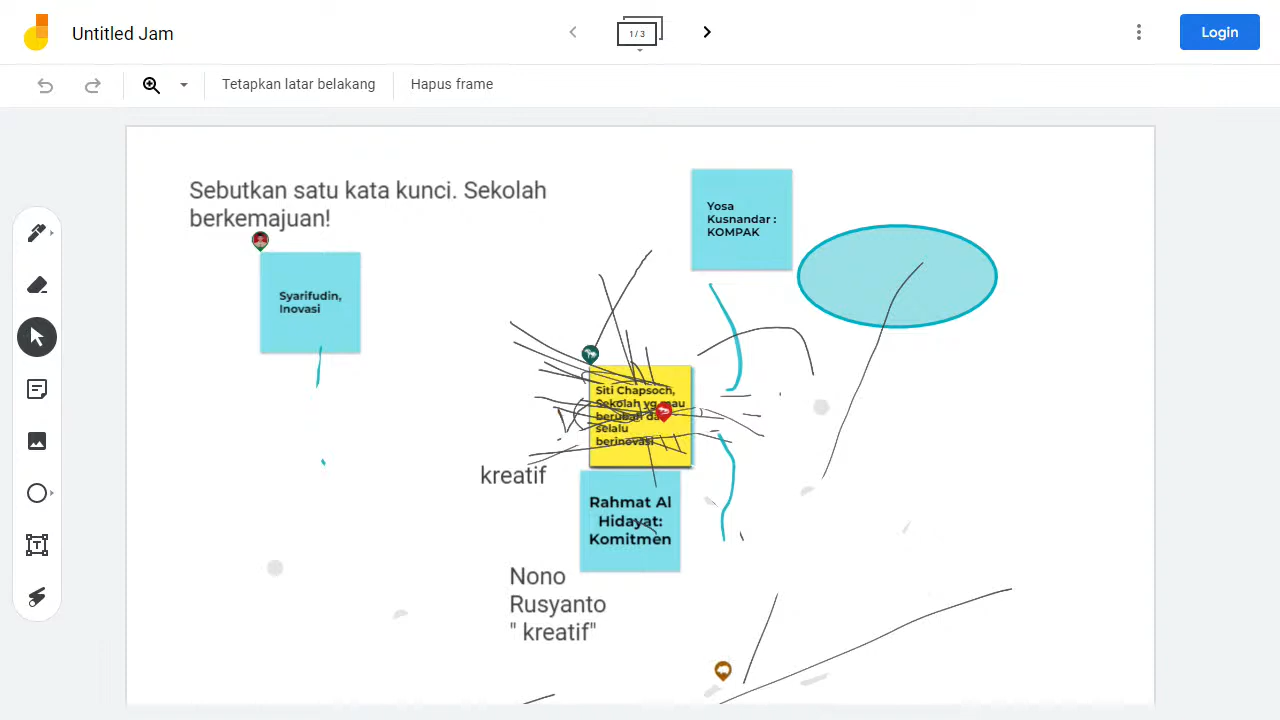 Untitled Jam
1 / 3
Login
Tetapkan latar belakang
Hapus frame
Sebutkan satu kata kunci. Sekolah
berkemajuan!
Yosa
Kusnandar :
KOMPAK
Syarifudin,
Inovasi
Siti Chapsoch,
Sekolah yg mau
berubah dan
selalu
berinovasi
kreatif
Rahmat Al
Hidayat:
Komitmen
Nono
Rusyanto
" kreatif"